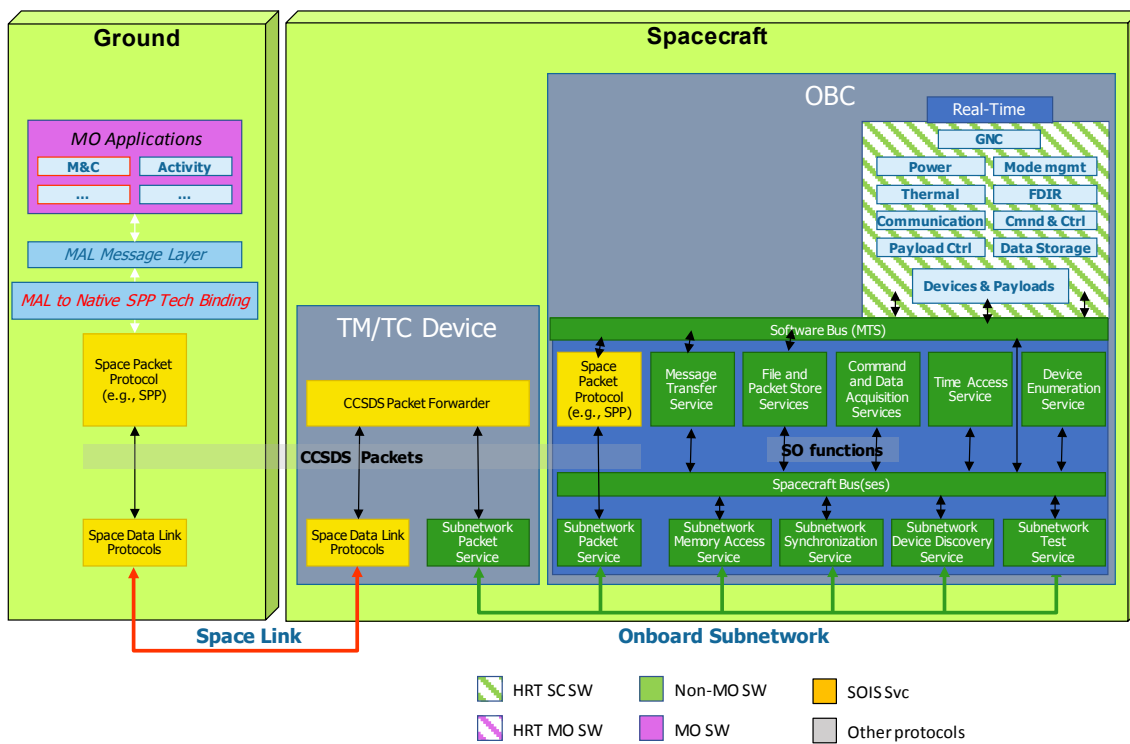 Ground
MO Applications
M&C
Activity
...
...
MAL Message Layer
MAL to Native SPP Tech Binding
Space Packet
Protocol
(e.g., SPP)
Space Data Link
Protocols
Spacecraft
TM/TC Device
CCSDS Packet Forwarder
CCSDS Packets
Space Data Link
Protocols
Subnetwork
Packet
Service
OBC
Real-Time
GNC
Power
Mode mgmt
Thermal
FDIR
Communication
Cmnd & Ctrl
Payload Ctrl
Data Storage
Devices & Payloads
Software Bus (MTS)
Space
Packet
Protocol
(e.g., SPP)
Message
Transfer
Service
File and
Packet Store
Services
Command
and Data
Acquisition
Services
Time Access
Service
Device
Enumeration
Service
SO functions
Spacecraft Bus(ses)
Subnetwork
Packet
Service
Subnetwork
Memory Access
Service
Subnetwork
Synchronization
Service
Subnetwork
Device Discovery
Service
Subnetwork
Test
Service
Space Link
Onboard Subnetwork
HRT SC SW
Non-MO SW
SOIS Svc
HRT MO SW
MO SW
Other protocols